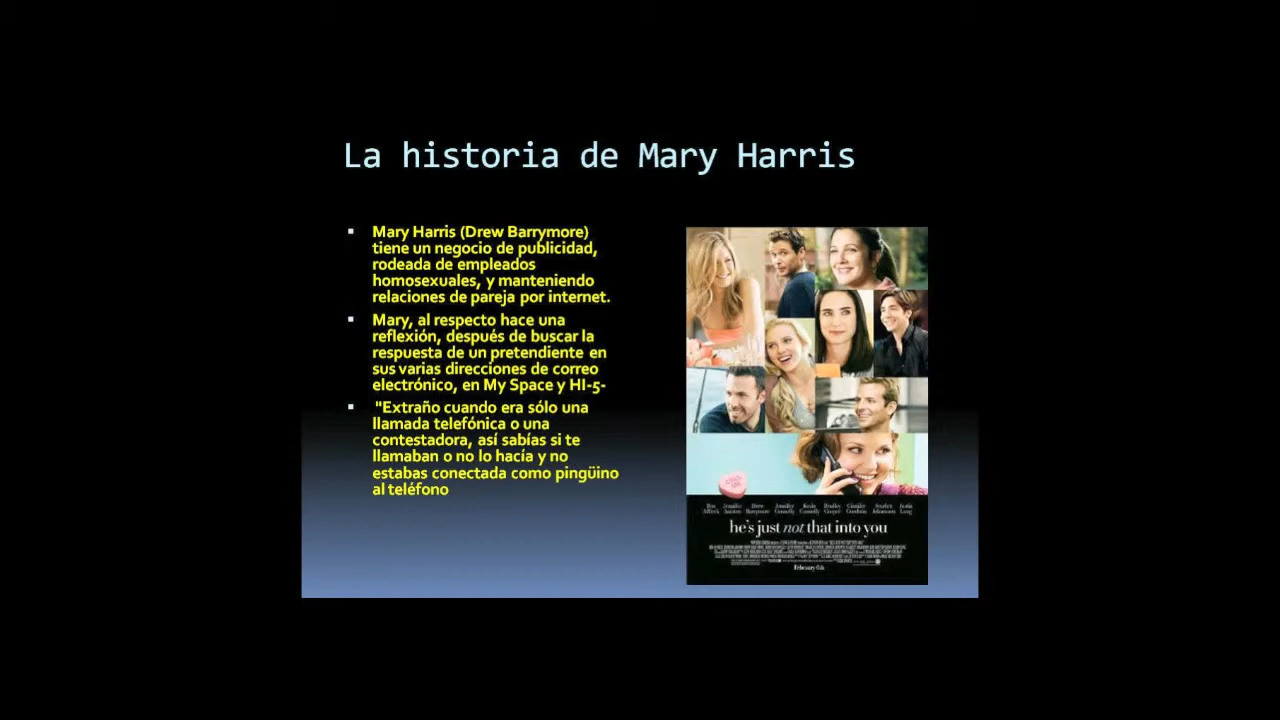 La historia de Mary Harris
▪ Mary Harris (Drew Barrymore)
tiene un negocio de publicidad,
rodeada de empleados
homosexuales, y manteniendo
relaciones de pareja por internet.
▪ Mary, al respecto hace una
reflexión, después de buscar la
respuesta de un pretendiente en
sus varias direcciones de correo
electrónico, en My Space y HI-5-
▪ "Extraño cuando era sólo una
llamada telefónica o una
contestadora, así sabías si te
llamaban o no lo hacía y no
estabas conectada como pingüino
al teléfono
he's just not that into you
February 6th